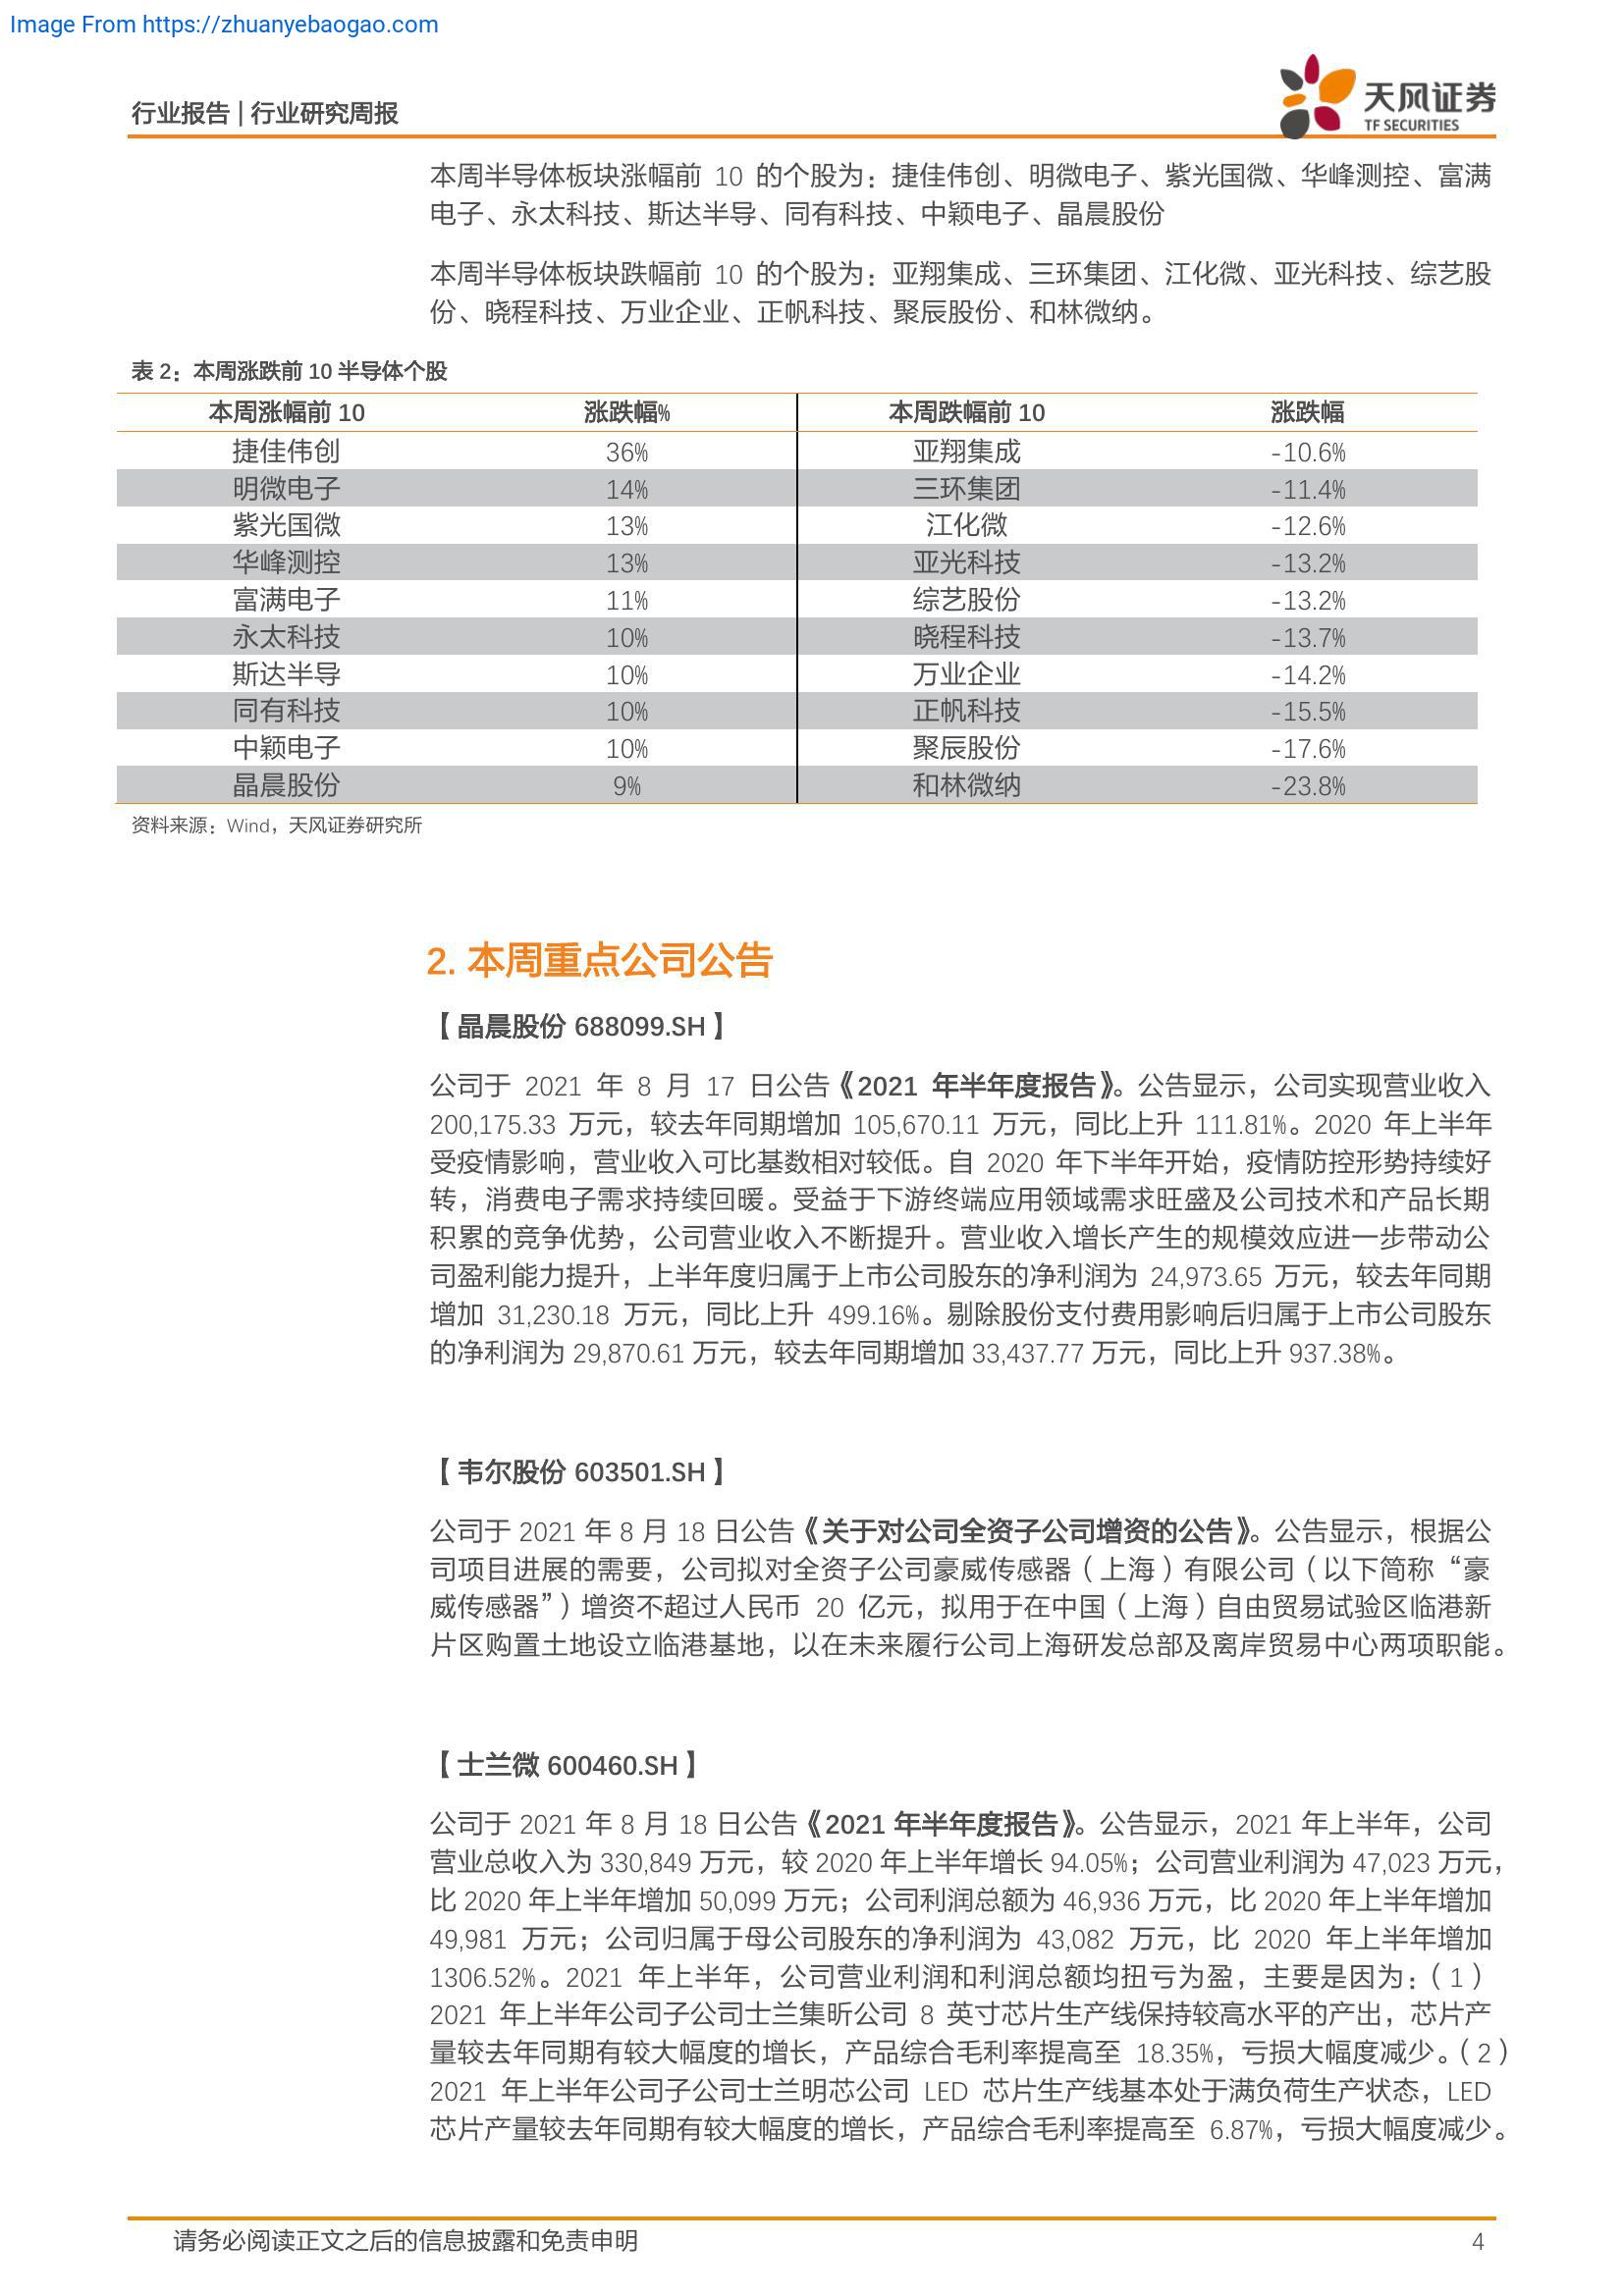 Image From https://zhuanyebaogao.com
行业报告 | 行业研究周报
天风证券
TF SECURITIES
本周半导体板块涨幅前 10 的个股为：捷佳伟创、明微电子、紫光国微、华峰测控、富满
电子、永太科技、斯达半导、同有科技、中颖电子、晶晨股份
本周半导体板块跌幅前 10 的个股为：亚翔集成、三环集团、江化微、亚光科技、综艺股
份、晓程科技、万业企业、正帆科技、聚辰股份、和林微纳。
表 2：本周涨跌前 10 半导体个股
本周涨幅前 10 涨跌幅% 本周跌幅前 10 涨跌幅
捷佳伟创 36% 亚翔集成 -10.6%
明微电子 14% 三环集团 -11.4%
紫光国微 13% 江化微 -12.6%
华峰测控 13% 亚光科技 -13.2%
富满电子 11% 综艺股份 -13.2%
永太科技 10% 晓程科技 -13.7%
斯达半导 10% 万业企业 -14.2%
同有科技 10% 正帆科技 -15.5%
中颖电子 10% 聚辰股份 -17.6%
晶晨股份 9% 和林微纳 -23.8%
资料来源：Wind，天风证券研究所
2. 本周重点公司公告
【晶晨股份 688099.SH】
公司于 2021 年 8 月 17 日公告《2021 年半年度报告》。公告显示，公司实现营业收入
200,175.33 万元，较去年同期增加 105,670.11 万元，同比上升 111.81%。2020 年上半年
受疫情影响，营业收入可比基数相对较低。自 2020 年下半年开始，疫情防控形势持续好
转，消费电子需求持续回暖。受益于下游终端应用领域需求旺盛及公司技术和产品长期
积累的竞争优势，公司营业收入不断提升。营业收入增长产生的规模效应进一步带动公
司盈利能力提升，上半年度归属于上市公司股东的净利润为 24,973.65 万元，较去年同期
增加 31,230.18 万元，同比上升 499.16%。剔除股份支付费用影响后归属于上市公司股东
的净利润为 29,870.61 万元，较去年同期增加 33,437.77 万元，同比上升 937.38%。
【韦尔股份 603501.SH】
公司于 2021 年 8 月 18 日公告《关于对公司全资子公司增资的公告》。公告显示，根据公
司项目进展的需要，公司拟对全资子公司豪威传感器（上海）有限公司（以下简称“豪
威传感器”）增资不超过人民币 20 亿元，拟用于在中国（上海）自由贸易试验区临港新
片区购置土地设立临港基地，以在未来履行公司上海研发总部及离岸贸易中心两项职能。
【士兰微 600460.SH】
公司于 2021 年 8 月 18 日公告《2021 年半年度报告》。公告显示，2021 年上半年，公司
营业总收入为 330,849 万元，较 2020 年上半年增长 94.05%；公司营业利润为 47,023 万元，
比 2020 年上半年增加 50,099 万元；公司利润总额为 46,936 万元，比 2020 年上半年增加
49,981 万元；公司归属于母公司股东的净利润为 43,082 万元，比 2020 年上半年增加
1306.52%。2021 年上半年，公司营业利润和利润总额均扭亏为盈，主要是因为：（1）
2021 年上半年公司子公司士兰集昕公司 8 英寸芯片生产线保持较高水平的产出，芯片产
量较去年同期有较大幅度的增长，产品综合毛利率提高至 18.35%，亏损大幅度减少。（2）
2021 年上半年公司子公司士兰明芯公司 LED 芯片生产线基本处于满负荷生产状态，LED
芯片产量较去年同期有较大幅度的增长，产品综合毛利率提高至 6.87%，亏损大幅度减少。
请务必阅读正文之后的信息披露和免责申明 4